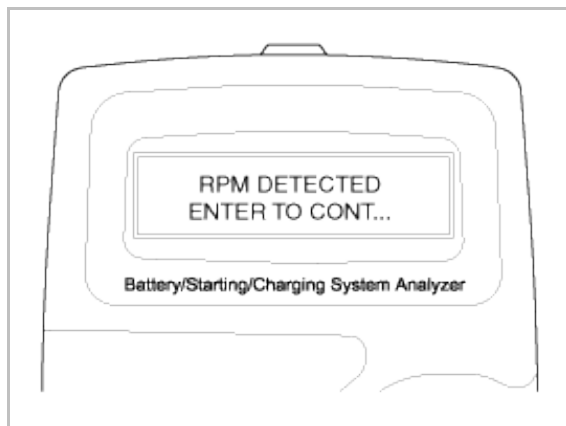 RPM DETECTED
ENTER TO CONT...
Battery/Starting/Charging System Analyzer